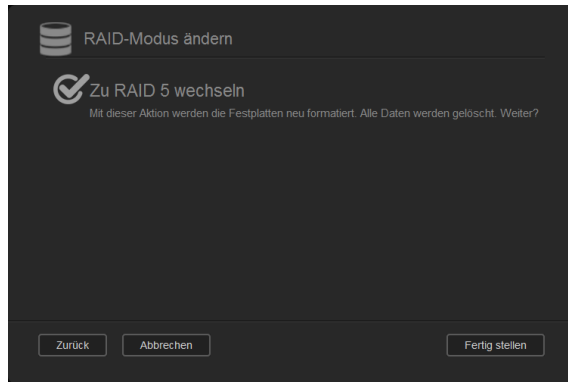 RAID-Modus ändern
Zu RAID 5 wechseln
Mit dieser Aktion werden die Festplatten neu formatiert. Alle Daten werden gelöscht. Weiter?
Zurück
Abbrechen
Fertig stellen